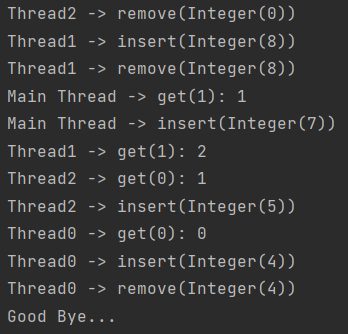 Thread2 -> remove(Integer(0))
Thread1 -> insert(Integer(8))
Thread1 -> remove(Integer(8))
Main Thread -> get(1): 1
Main Thread -> insert(Integer(7))
Thread1 -> get(1): 2
Thread2 -> get(0): 1
Thread2 -> insert(Integer(5))
Thread0 -> get(0): 0
Thread0 -> insert(Integer(4))
Thread0 -> remove(Integer(4))
Good Bye...